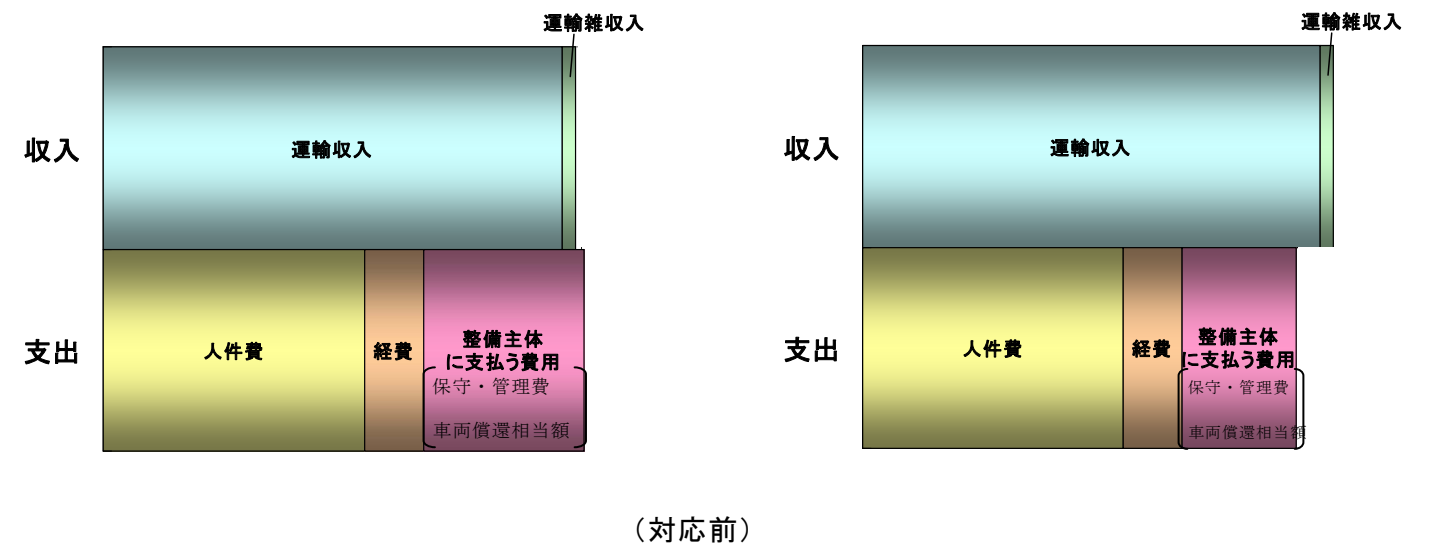 運輸雑収入
収入
運輸収入
支出
人件費
経費
整備主体
に支払う費用
保守・管理費
車両償還相当額
運輸雑収入
収入
運輸収入
支出
人件費
経費
整備主体
に支払う費用
保守・管理費
車両償還相当額
（対応前）